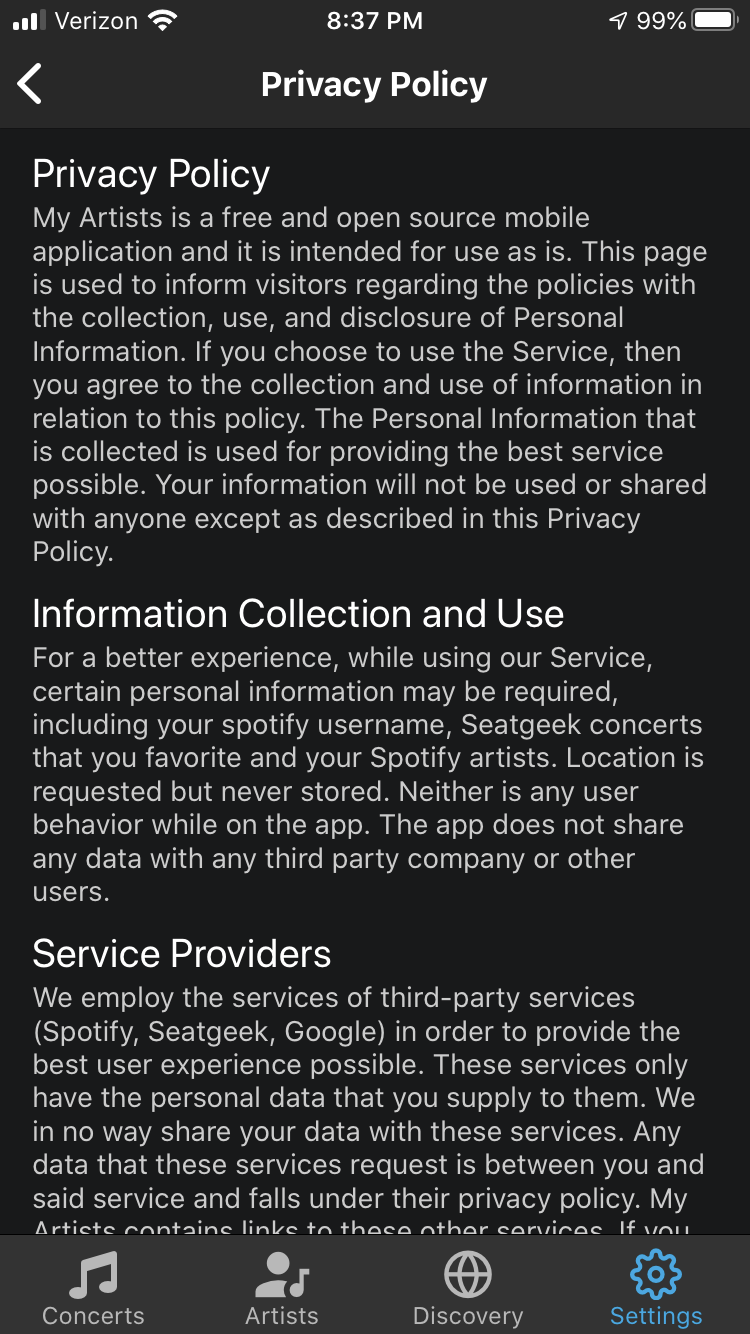 Verizon 8:37 PM 99%
Privacy Policy
Privacy Policy
My Artists is a free and open source mobile
application and it is intended for use as is. This page
is used to inform visitors regarding the policies with
the collection, use, and disclosure of Personal
Information. If you choose to use the Service, then
you agree to the collection and use of information in
relation to this policy. The Personal Information that
is collected is used for providing the best service
possible. Your information will not be used or shared
with anyone except as described in this Privacy
Policy.
Information Collection and Use
For a better experience, while using our Service,
certain personal information may be required,
including your spotify username, Seatgeek concerts
that you favorite and your Spotify artists. Location is
requested but never stored. Neither is any user
behavior while on the app. The app does not share
any data with any third party company or other
users.
Service Providers
We employ the services of third-party services
(Spotify, Seatgeek, Google) in order to provide the
best user experience possible. These services only
have the personal data that you supply to them. We
in no way share your data with these services. Any
data that these services request is between you and
said service and falls under their privacy policy. My
Artists contains links to these other services. If you
Concerts Artists Discovery Settings